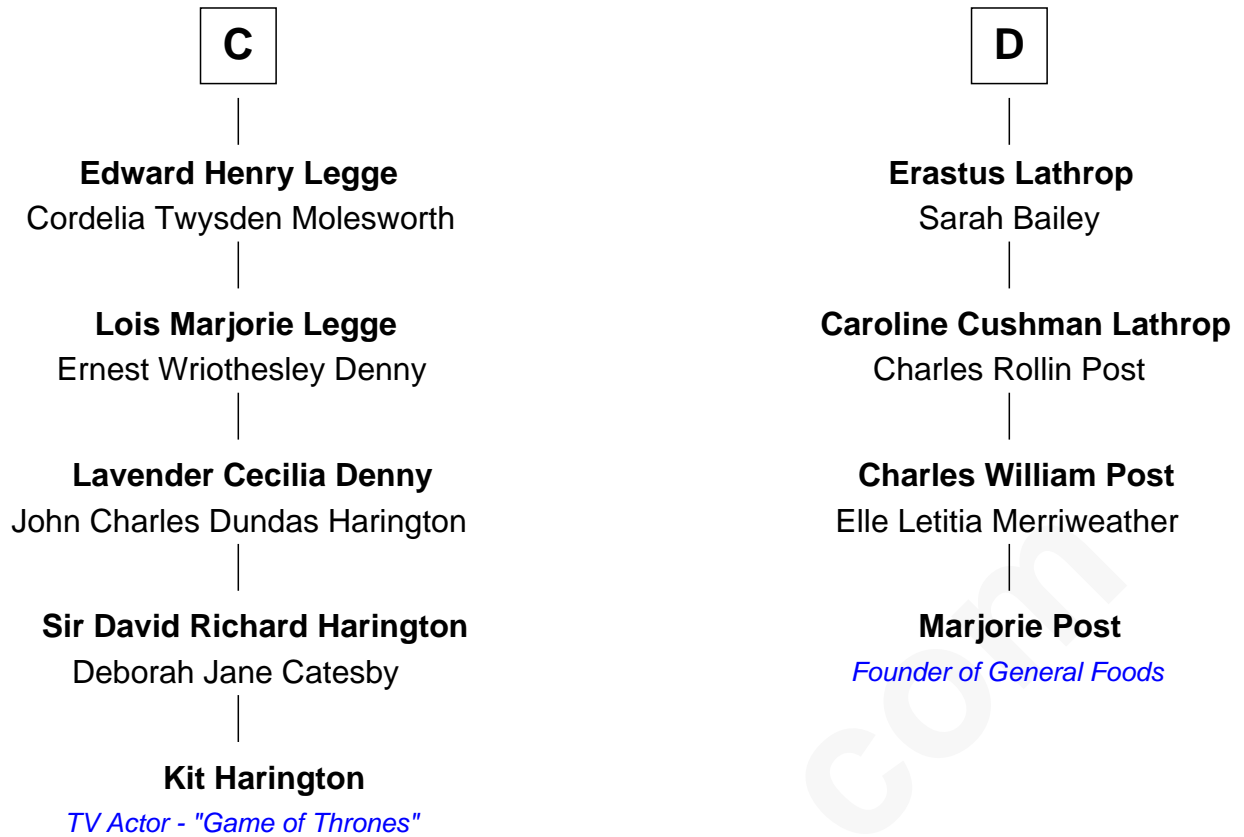 C
Edward Henry Legge
Cordelia Twysden Molesworth
Lois Marjorie Legge
Ernest Wriothesley Denny
Lavender Cecilia Denny
John Charles Dundas Harington
Sir David Richard Harington
Deborah Jane Catesby
Kit Harington
TV Actor - "Game of Thrones"
D
Erastus Lathrop
Sarah Bailey
Caroline Cushman Lathrop
Charles Rollin Post
Charles William Post
Elle Letitia Merriweather
Marjorie Post
Founder of General Foods
com